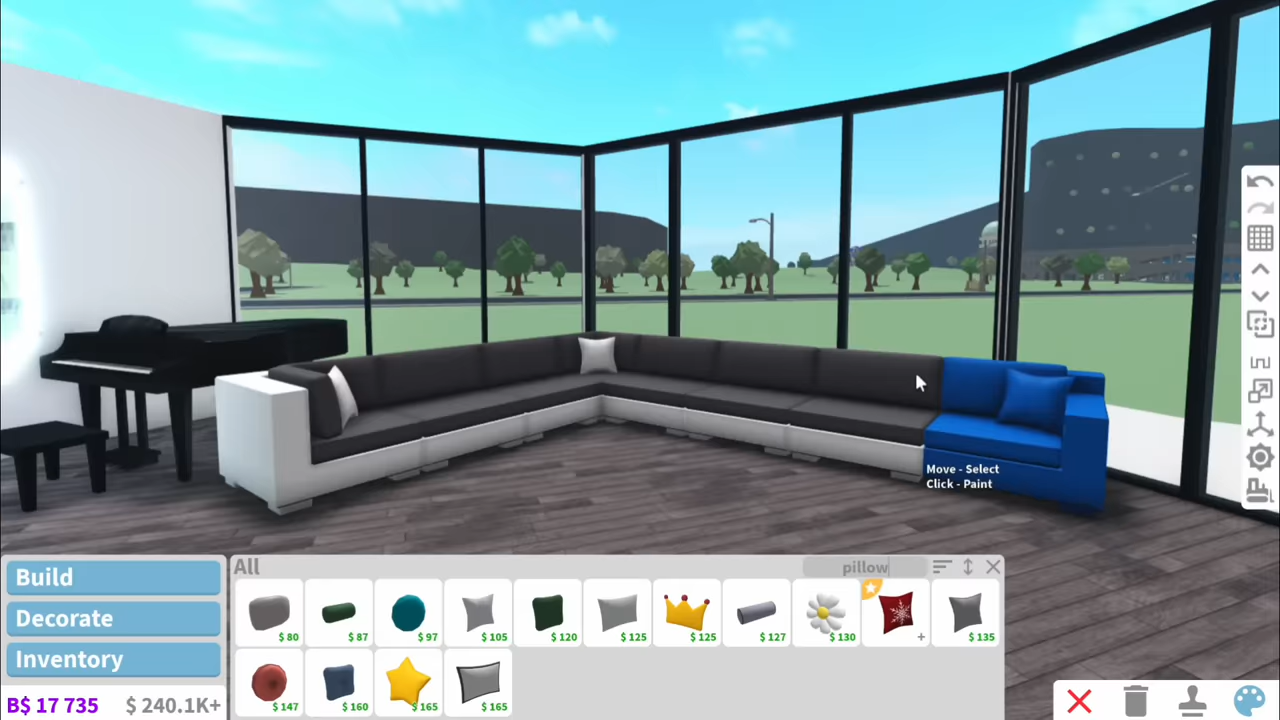 Move - Select
Click - Paint
Build
Decorate
Inventory
B$ 17 735
$ 240.1K+
All
pillow
$ 80
$ 87
$ 97
$ 105
$ 120
$ 125
$ 125
$ 127
$ 130
+
$ 135
$ 147
$ 160
$ 165
$ 165